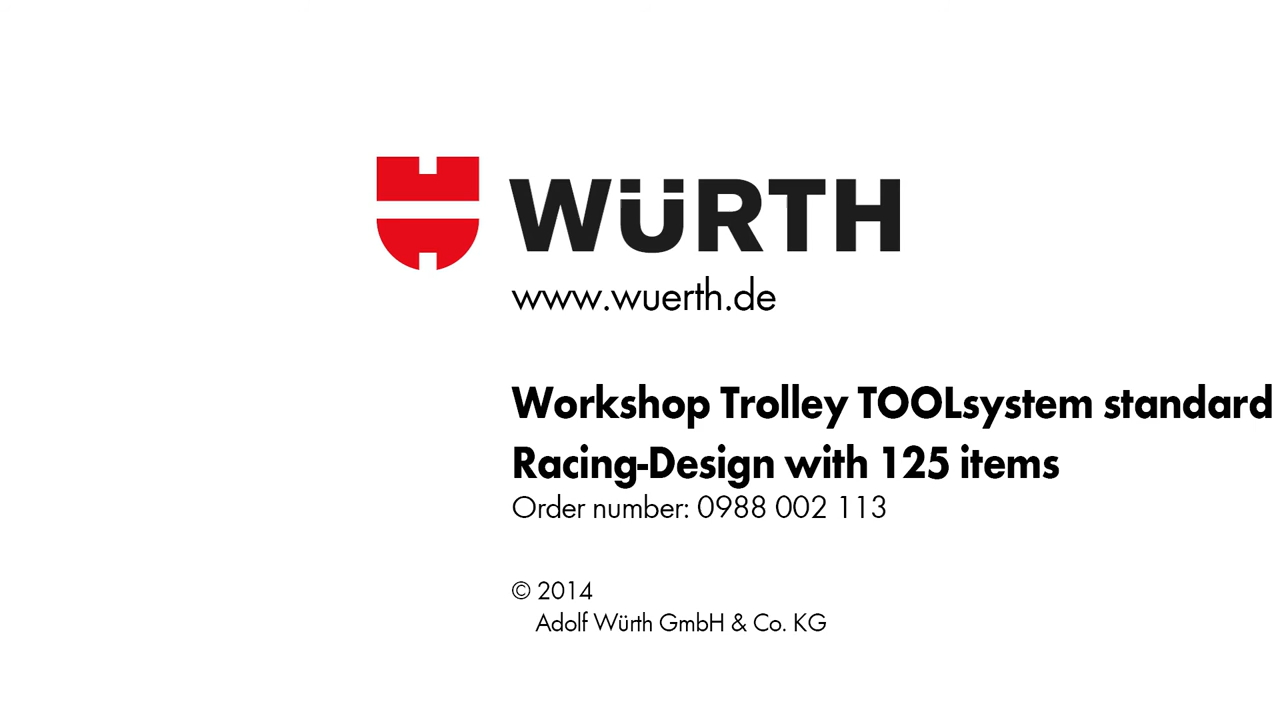 WÜRTH
www.wuerth.de
Workshop Trolley TOOLsystem standard
Racing-Design with 125 items
Order number: 0988 002 113
© 2014
Adolf Würth GmbH & Co. KG